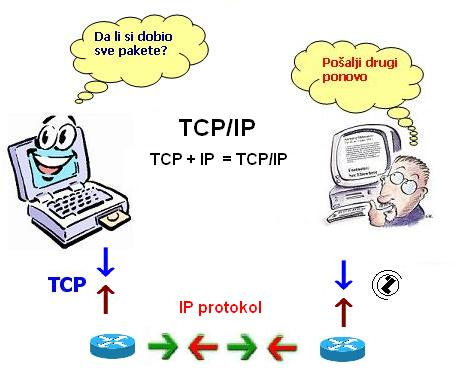 Da li si dobio
sve pakete?
Pošalji drugi
ponovo
TCP/IP
TCP + IP = TCP/IP
TCP
IP protokol